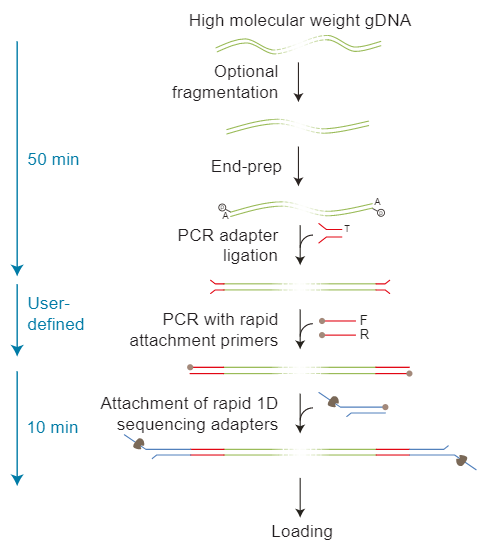 High molecular weight gDNA
Optional
fragmentation
50 min
End-prep
P
A
A
P
PCR adapter
ligation
T
User-
defined
PCR with rapid
attachment primers
F
R
10 min
Attachment of rapid 1D
sequencing adapters
Loading